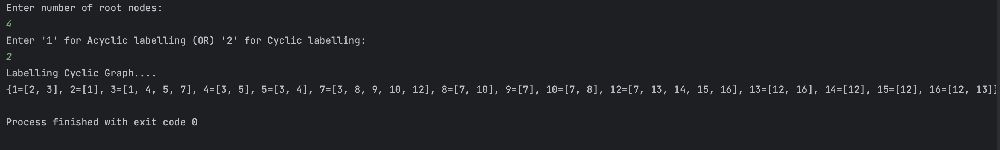 Enter number of root nodes:
4
Enter '1' for Acyclic labelling (OR) '2' for Cyclic labelling:
2
Labelling Cyclic Graph....
{1=[2, 3], 2=[1], 3=[1, 4, 5, 7], 4=[3, 5], 5=[3, 4], 7=[3, 8, 9, 10, 12], 8=[7, 10], 9=[7], 10=[7, 8], 12=[7, 13, 14, 15, 16], 13=[12, 16], 14=[12], 15=[12], 16=[12, 13]}
Process finished with exit code 0